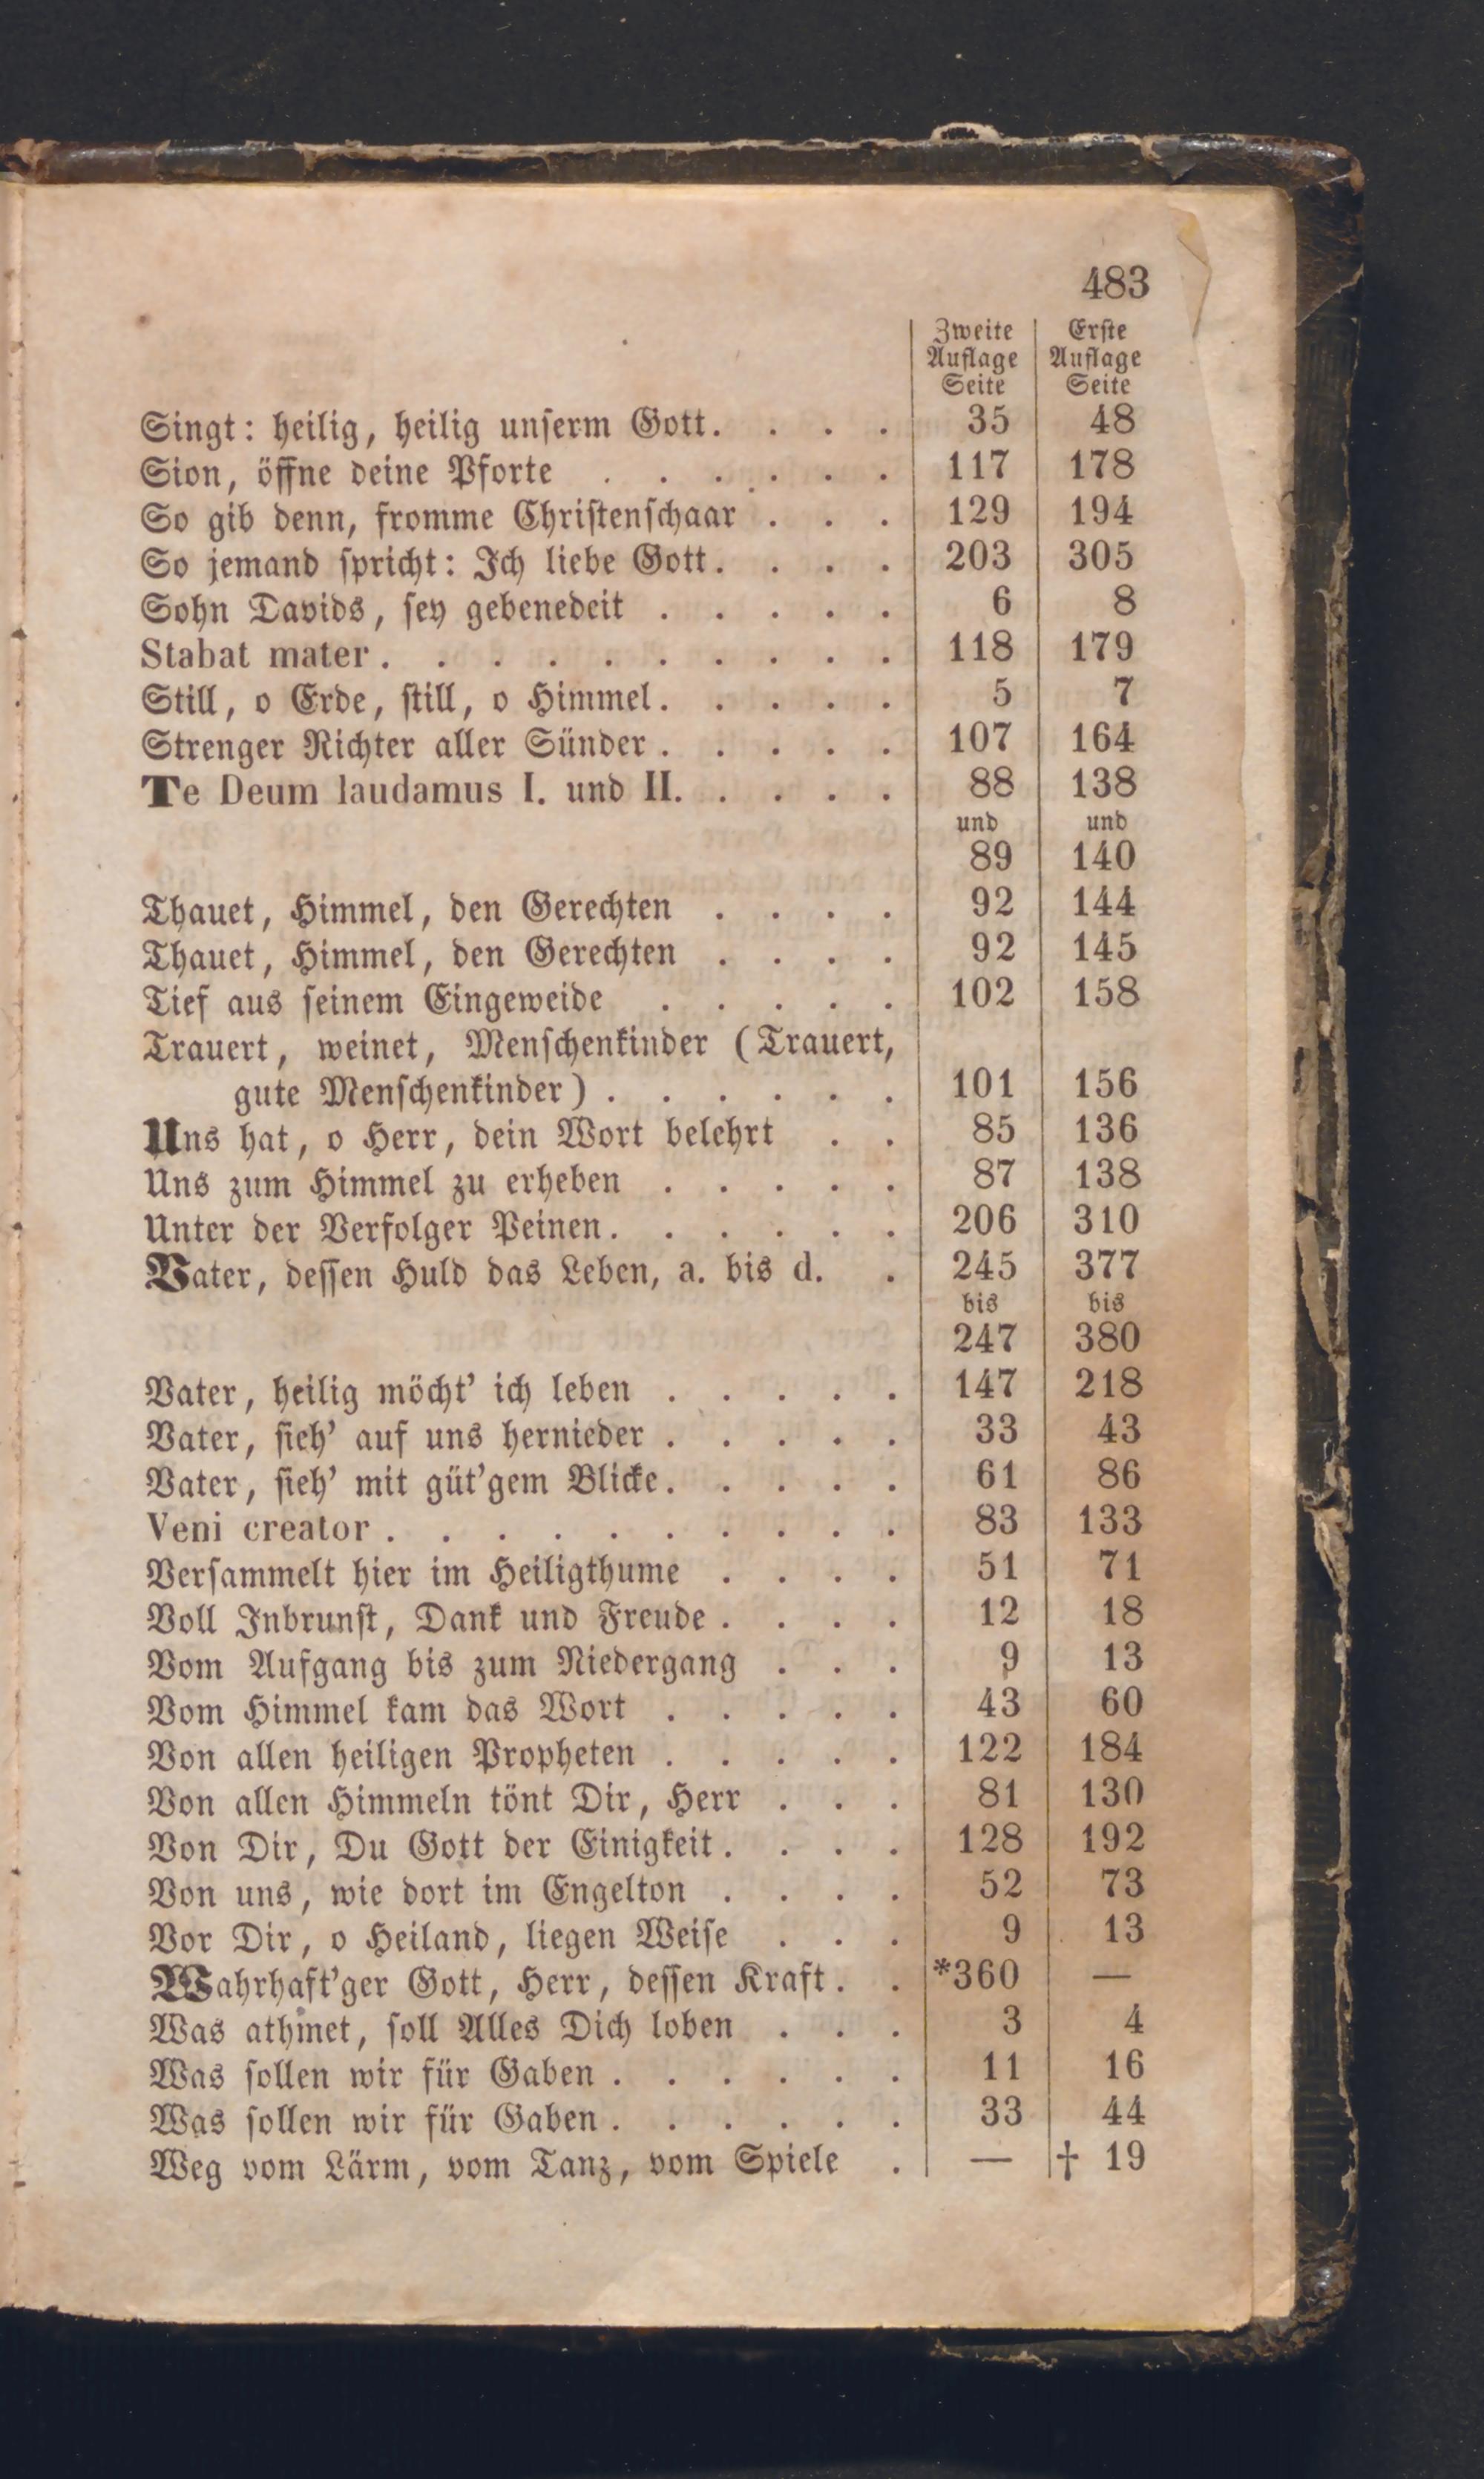 483
Zweite Erste
Auflage Auflage
Seite Seite
Singt: heilig, heilig unserm Gott. . . . 35 48
Sion, öffne deine Pforte . . . . . . 117 178
So gib denn, fromme Christenschaar . . . 129 194
So jemand spricht: Ich liebe Gott. . . . 203 305
Sohn Davids, sey gebenedeit . . . . . 6 8
Stabat mater. . . . . . . . . . 118 179
Still, o Erde, still, o Himmel. . . . . 5 7
Strenger Richter aller Sünder . . . . . 107 164
Te Deum laudamus I. und II. . . . . 88 138
und und
89 140
Thauet, Himmel, den Gerechten . . . . 92 144
Thauet, Himmel, den Gerechten . . . . 92 145
Tief aus seinem Eingeweide . . . . . 102 158
Trauert, weinet, Menschenkinder (Trauert,
gute Menschenkinder) . . . . . . 101 156
Uns hat, o Herr, dein Wort belehrt . . 85 136
Uns zum Himmel zu erheben . . . . . 87 138
Unter der Verfolger Peinen. . . . . . 206 310
Vater, dessen Huld das Leben, a. bis d. . 245 377
bis bis
247 380
Vater, heilig möcht' ich leben . . . . . 147 218
Vater, sieh' auf uns hernieder . . . . . 33 43
Vater, sieh' mit güt'gem Blicke. . . . . 61 86
Veni creator . . . . . . . . . . 83 133
Versammelt hier im Heiligthume . . . . 51 71
Voll Inbrunst, Dank und Freude . . . . 12 18
Vom Aufgang bis zum Niedergang . . . 9 13
Vom Himmel kam das Wort . . . . . 43 60
Von allen heiligen Propheten . . . . . 122 184
Von allen Himmeln tönt Dir, Herr . . . 81 130
Von Dir, Du Gott der Einigkeit. . . . 128 192
Von uns, wie dort im Engelton . . . . 52 73
Vor Dir, o Heiland, liegen Weise . . . 9 13
Wahrhaft'ger Gott, Herr, dessen Kraft . . *360 —
Was athmet, soll Alles Dich loben . . . 3 4
Was sollen wir für Gaben . . . . . . 11 16
Was sollen wir für Gaben . . . . . . 33 44
Weg vom Lärm, vom Tanz, vom Spiele . — † 19